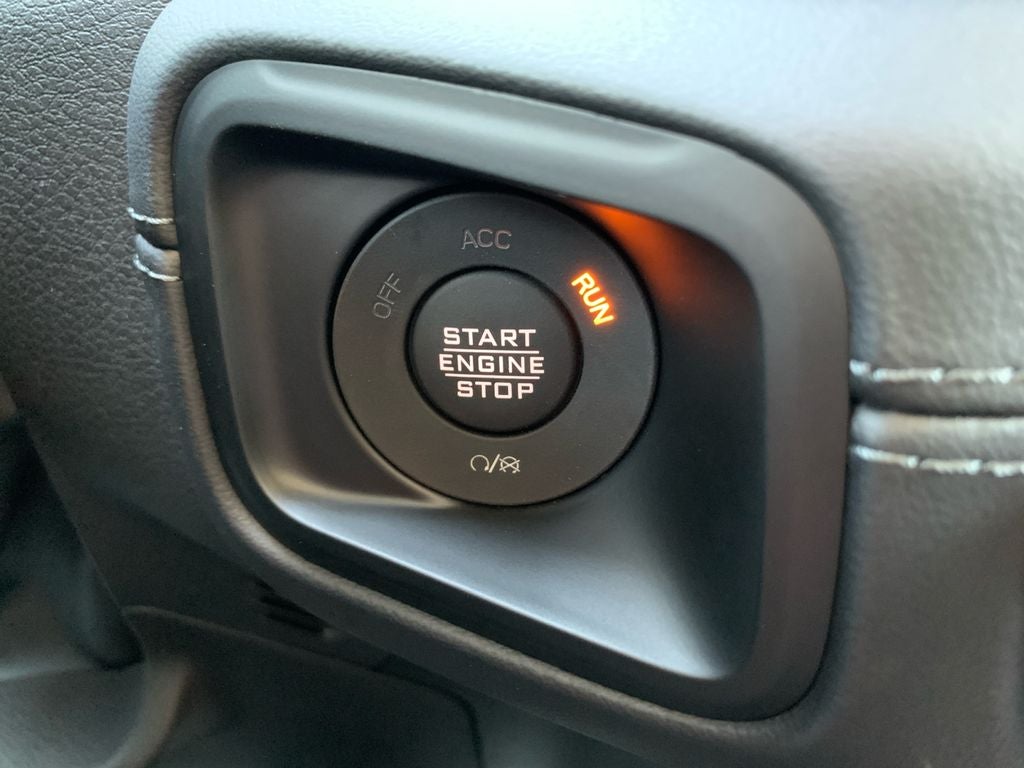 ACC
OFF
RUN
START
ENGINE
STOP